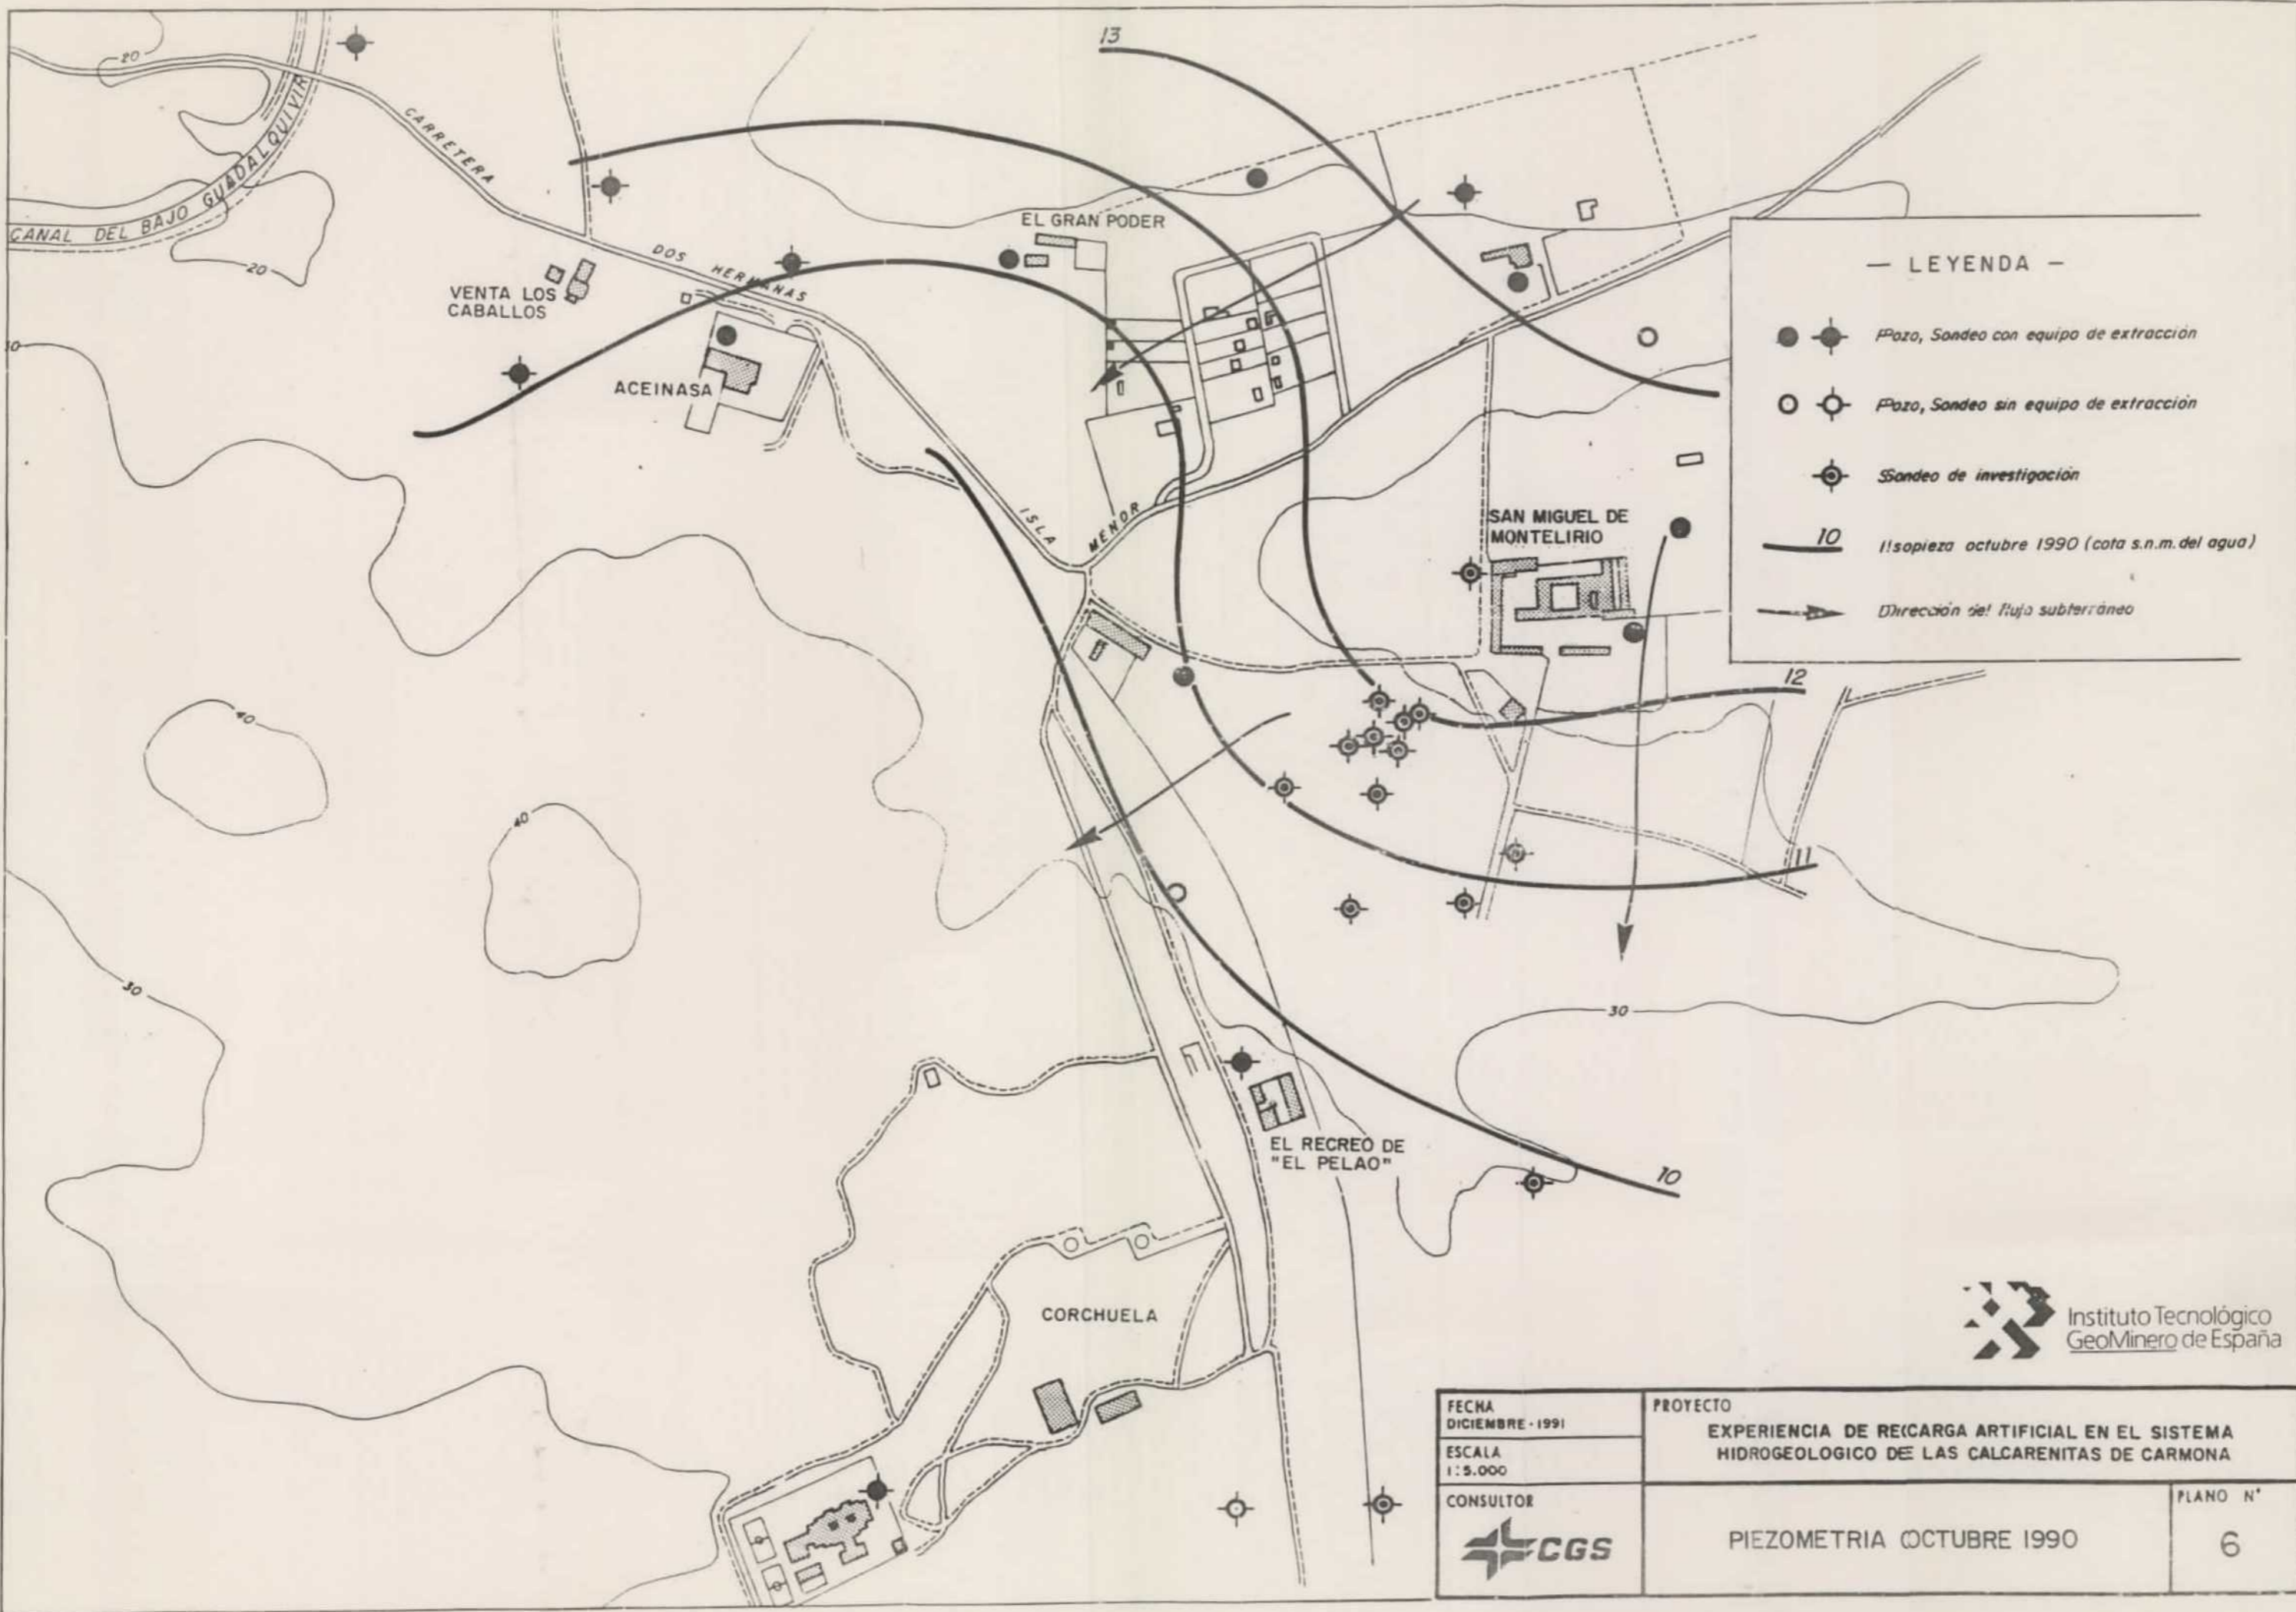 13
20
CARRETERA
CANAL DEL BAJO GUADALQUIVIR
20
EL GRAN PODER
DOS HERMANAS
VENTA LOS
CABALLOS
ACEINASA
ISLA
MENOR
— LEYENDA —
Pozo, Sondeo con equipo de extracción
Pozo, Sondeo sin equipo de extracción
Sondeo de investigación
10
Isopieza octubre 1990 (cota s.n.m. del agua)
Dirección del flujo subterráneo
SAN MIGUEL DE
MONTELIRIO
12
40
40
11
30
30
EL RECREO DE
"EL PELAO"
10
CORCHUELA
Instituto Tecnológico
GeoMinero de España
FECHA
DICIEMBRE - 1991
ESCALA
1:5.000
CONSULTOR
CGS
PROYECTO
EXPERIENCIA DE RECARGA ARTIFICIAL EN EL SISTEMA
HIDROGEOLOGICO DE LAS CALCARENITAS DE CARMONA
PIEZOMETRIA OCTUBRE 1990
PLANO Nº
6